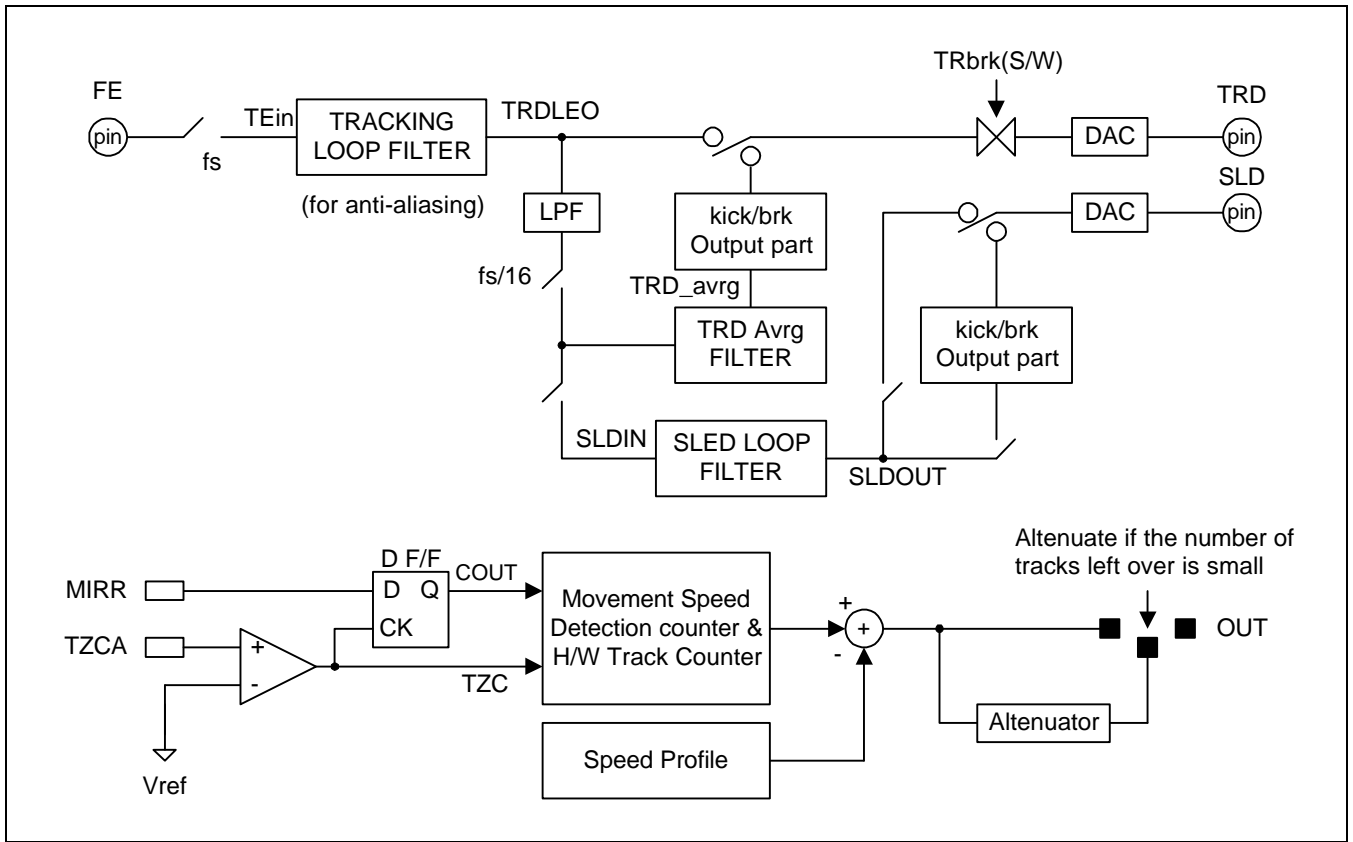 TRbrk(S/W)
FE
TRD
pin
TEin
fs
TRACKING
LOOP FILTER
TRDLEO
DAC
pin
SLD
(for anti-aliasing)
LPF
kick/brk
Output part
DAC
pin
fs/16
TRD_avrg
TRD Avrg
FILTER
kick/brk
Output part
SLDIN
SLED LOOP
FILTER
SLDOUT
Altenuate if the number of
tracks left over is small
D F/F
MIRR
D Q
CK
COUT
TZCA
+
-
TZC
Vref
Movement Speed
Detection counter &
H/W Track Counter
+
+
-
OUT
Altenuator
Speed Profile